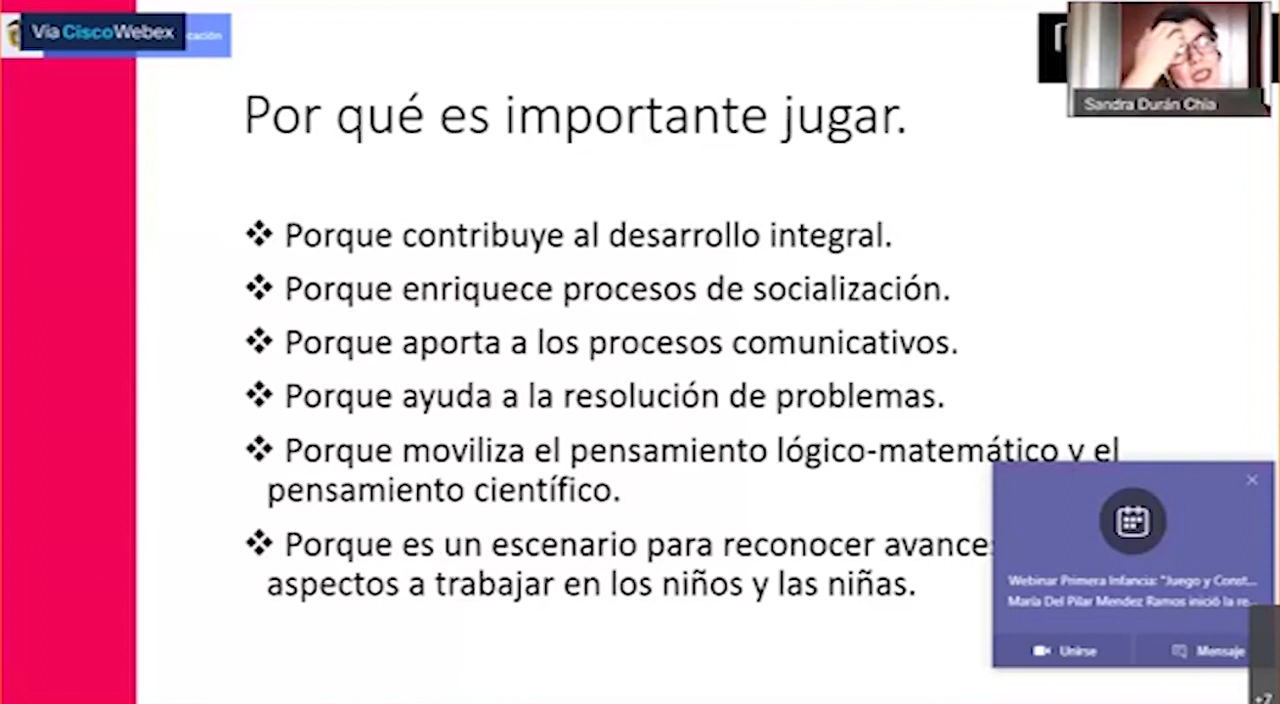 Vía CiscoWebex
cación
Sandra Durán Chia
Por qué es importante jugar.
❖ Porque contribuye al desarrollo integral.
❖ Porque enriquece procesos de socialización.
❖ Porque aporta a los procesos comunicativos.
❖ Porque ayuda a la resolución de problemas.
❖ Porque moviliza el pensamiento lógico-matemático y el
pensamiento científico.
❖ Porque es un escenario para reconocer avances
aspectos a trabajar en los niños y las niñas.
Webinar Primera Infancia: "Juego y Const...
María Del Pilar Mendez Ramos inició la re...
Unirse
Mensaje
+7